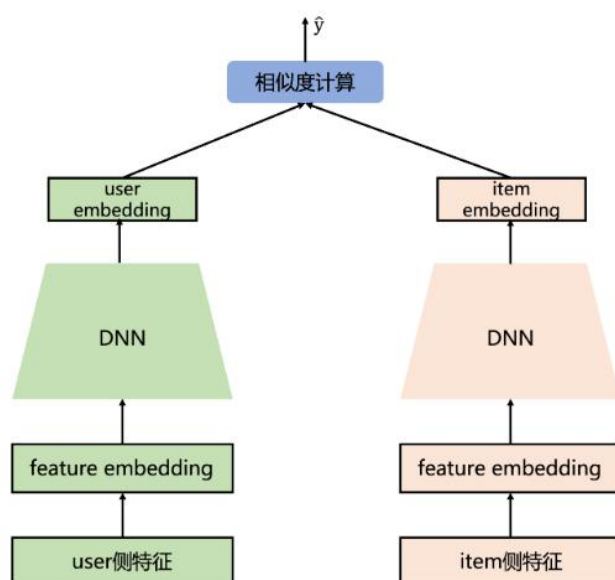 ŷ
相似度计算
user
embedding
item
embedding
DNN
DNN
feature embedding
feature embedding
user侧特征
item侧特征